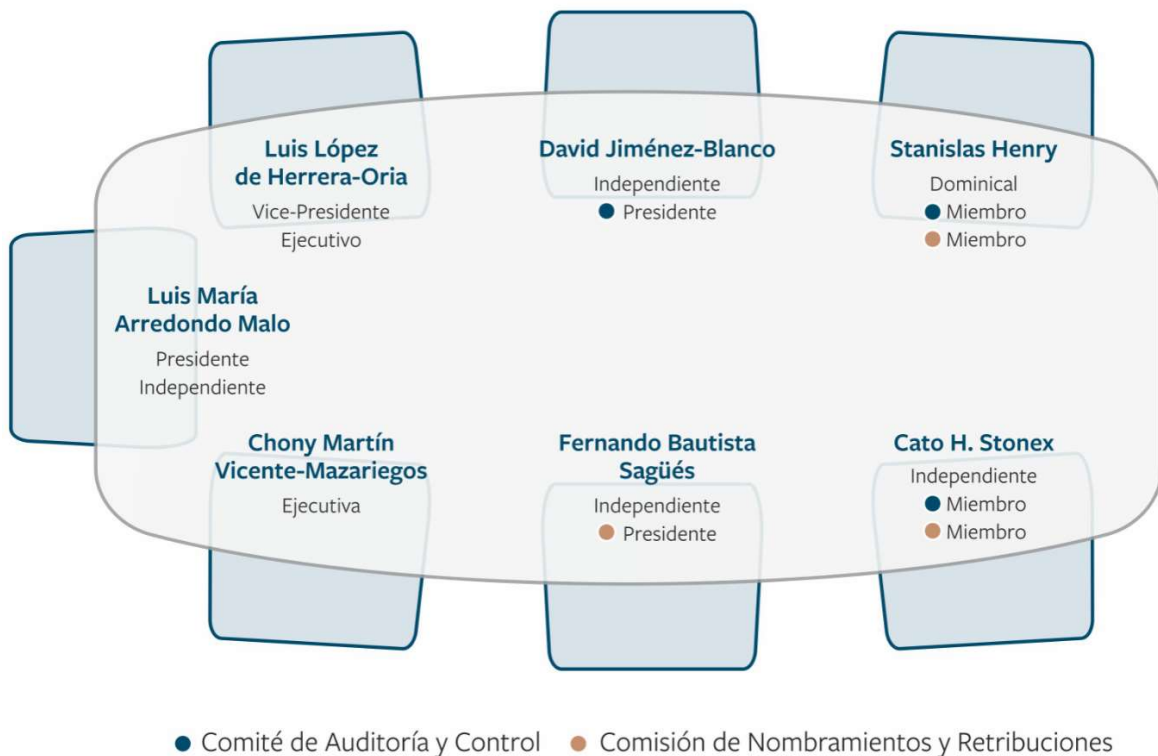 Luis López
de Herrera-Oria
Vice-Presidente
Ejecutivo
David Jiménez-Blanco
Independiente
Presidente
Stanislas Henry
Dominical
Miembro
Miembro
Luis María
Arredondo Malo
Presidente
Independiente
Chony Martín
Vicente-Mazariegos
Ejecutiva
Fernando Bautista
Sagüés
Independiente
Presidente
Cato H. Stonex
Independiente
Miembro
Miembro
Comité de Auditoría y Control
Comisión de Nombramientos y Retribuciones